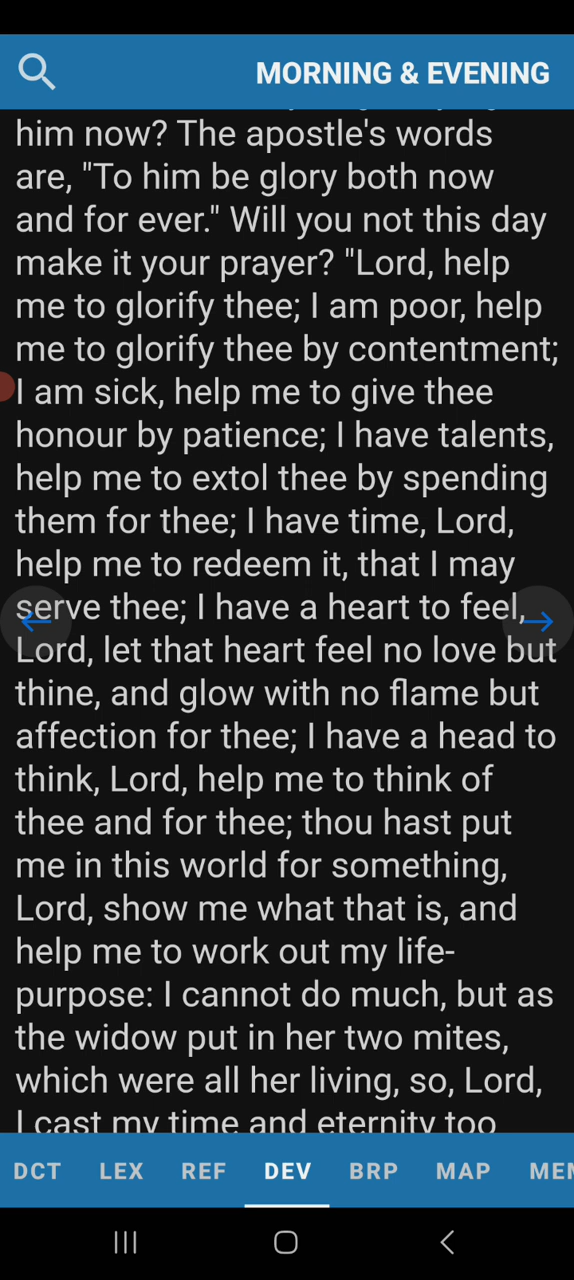 MORNING & EVENING
him now? The apostle's words
are, "To him be glory both now
and for ever." Will you not this day
make it your prayer? "Lord, help
me to glorify thee; I am poor, help
me to glorify thee by contentment;
I am sick, help me to give thee
honour by patience; I have talents,
help me to extol thee by spending
them for thee; I have time, Lord,
help me to redeem it, that I may
serve thee; I have a heart to feel,
Lord, let that heart feel no love but
thine, and glow with no flame but
affection for thee; I have a head to
think, Lord, help me to think of
thee and for thee; thou hast put
me in this world for something,
Lord, show me what that is, and
help me to work out my life-
purpose: I cannot do much, but as
the widow put in her two mites,
which were all her living, so, Lord,
I cast my time and eternity too
DCT LEX REF DEV BRP MAP